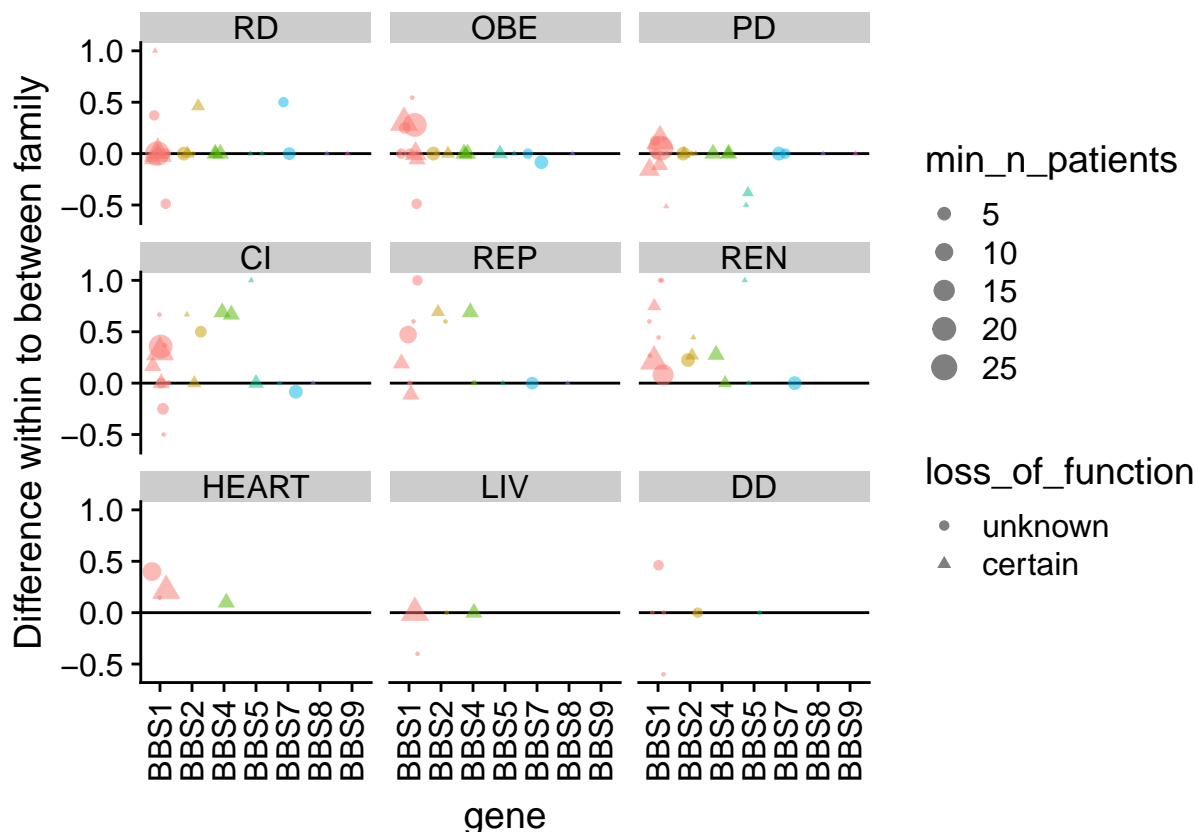 RD OBE PD
1.0
0.5
0.0
−0.5
CI REP REN
1.0
0.5
0.0
−0.5
HEART LIV DD
1.0
0.5
0.0
−0.5
BBS1 BBS2 BBS4 BBS5 BBS7 BBS8 BBS9 BBS1 BBS2 BBS4 BBS5 BBS7 BBS8 BBS9 BBS1 BBS2 BBS4 BBS5 BBS7 BBS8 BBS9
gene
Difference within to between family
min_n_patients
5
10
15
20
25
loss_of_function
unknown
certain